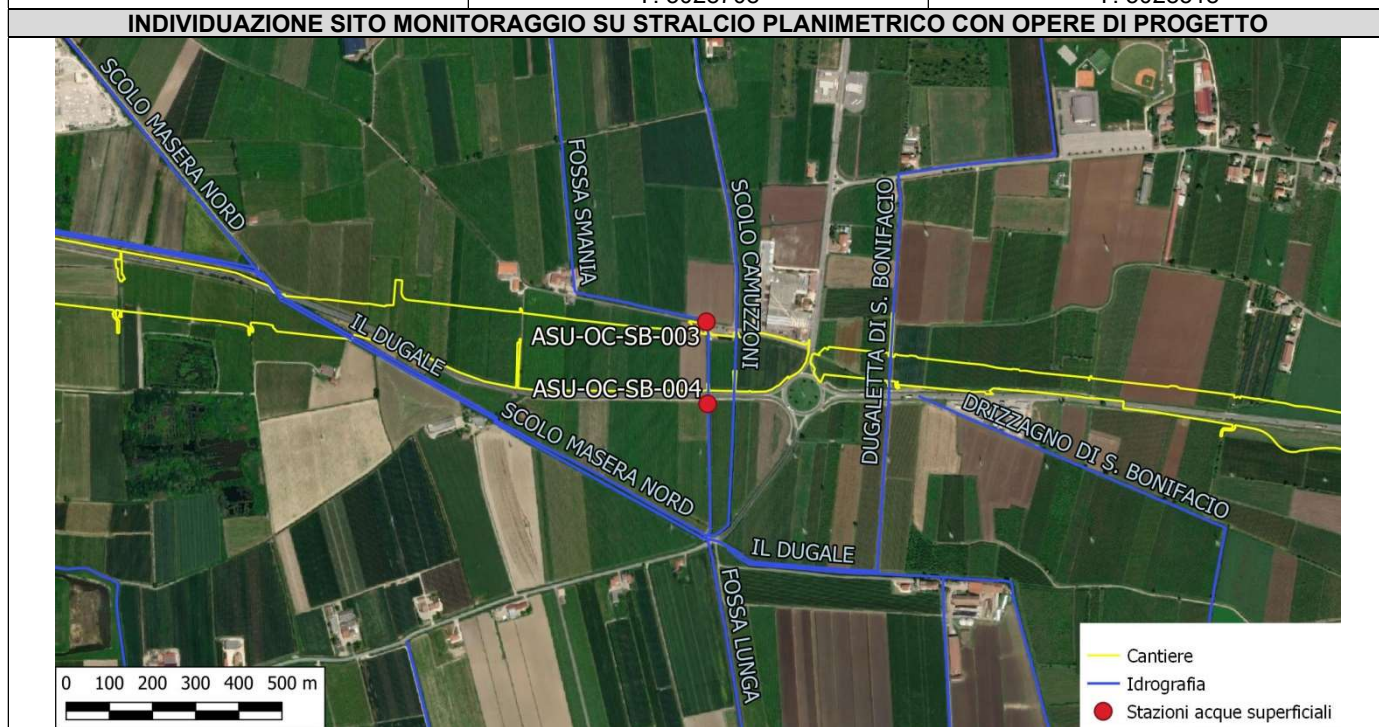 INDIVIDUAZIONE SITO MONITORAGGIO SU STRALCIO PLANIMETRICO CON OPERE DI PROGETTO
SCOLO MASERA NORD
FOSSA SMANIA
SCOLO CAMUZZONI
DUGALETTA DI S. BONIFACIO
IL DUGALE
ASU-OC-SB-003
ASU-OC-SB-004
SCOLO MASERA NORD
DRIZZAGNO DI S. BONIFACIO
IL DUGALE
FOSSA LUNGA
Cantiere
Idrografia
Stazioni acque superficiali
0 100 200 300 400 500 m